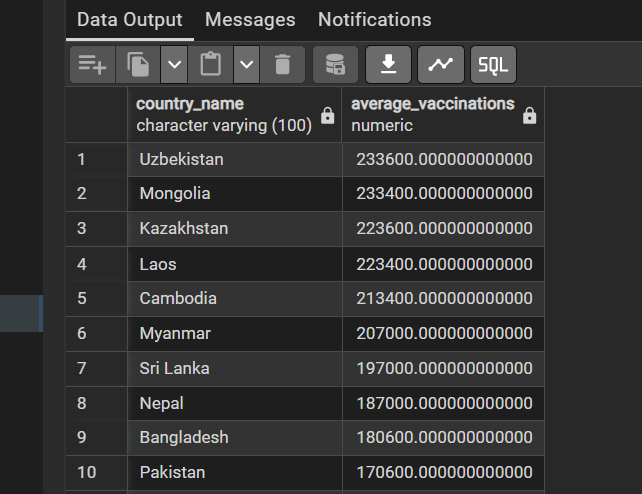 Data Output Messages Notifications
SQL
country_name average_vaccinations
character varying (100) numeric
1 Uzbekistan 233600.000000000000
2 Mongolia 233400.000000000000
3 Kazakhstan 223600.000000000000
4 Laos 223400.000000000000
5 Cambodia 213400.000000000000
6 Myanmar 207000.000000000000
7 Sri Lanka 197000.000000000000
8 Nepal 187000.000000000000
9 Bangladesh 180600.000000000000
10 Pakistan 170600.000000000000